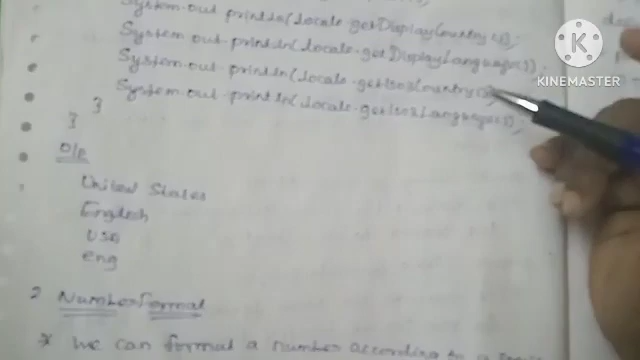 System.out.println(locale.getDisplayCountry());
System.out.println(locale.getDisplayLanguage());
System.out.println(locale.getISO3Country());
System.out.println(locale.getISO3Language());
}
}
O/P
United States
English
USA
eng
2 NumberFormat
* We can format a number according to a
KINEMASTER